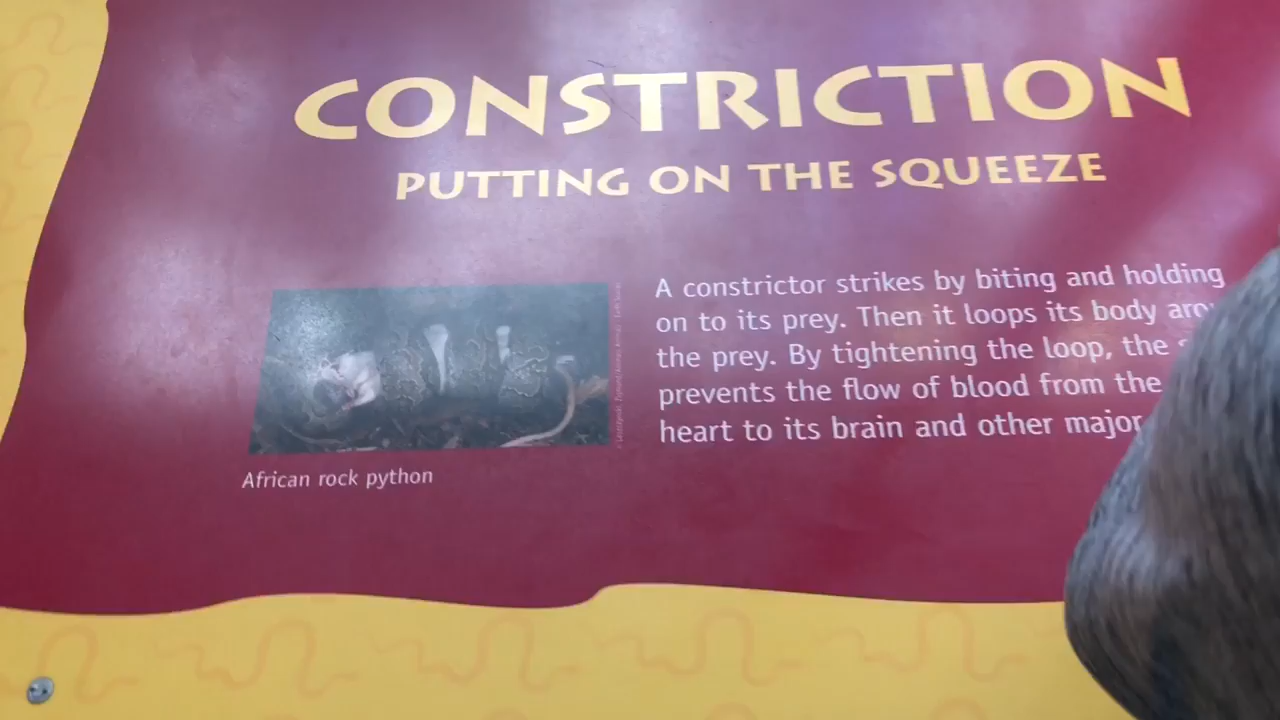 CONSTRICTION
PUTTING ON THE SQUEEZE
A constrictor strikes by biting and holding
on to its prey. Then it loops its body
the prey. By tightening the loop, the
prevents the flow of blood from the
heart to its brain and other major
African rock python